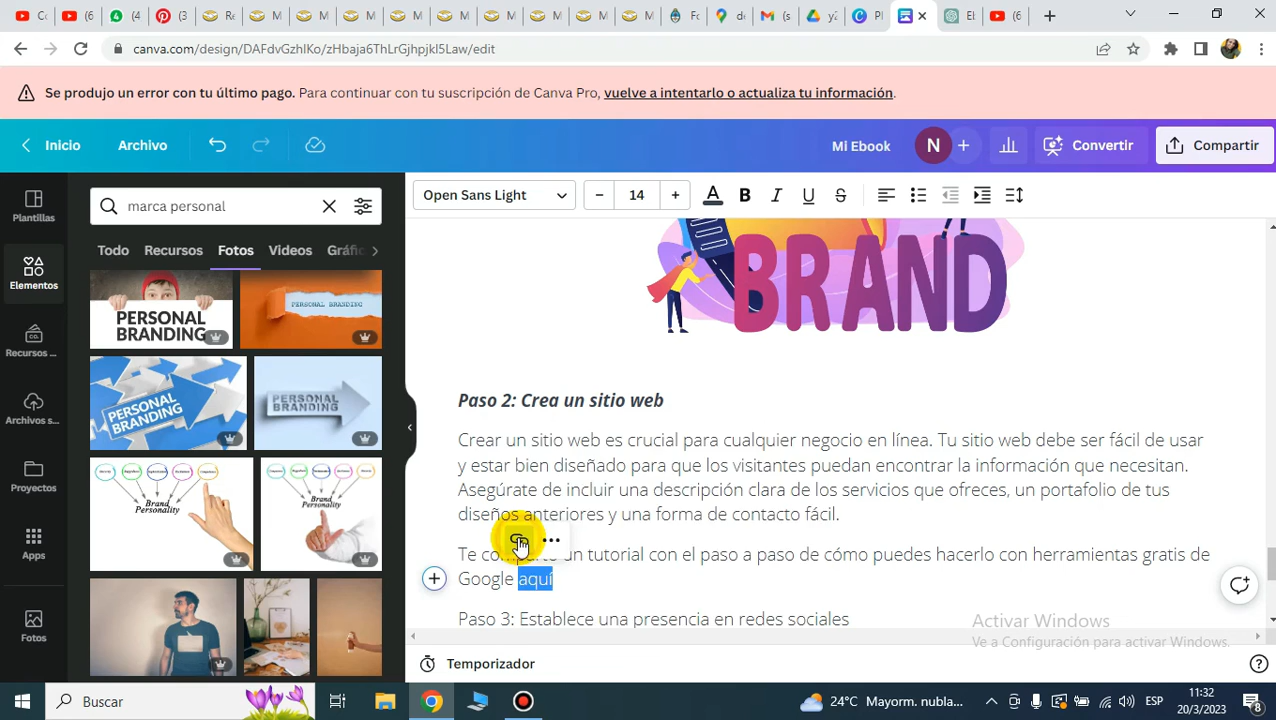 canva.com/design/DAFdvGzhlKo/zHbaja6ThLrGjhpjkl5Law/edit
Se produjo un error con tu último pago. Para continuar con tu suscripción de Canva Pro, vuelve a intentarlo o actualiza tu información.
Inicio Archivo Mi Ebook N Convertir Compartir
Plantillas
Elementos
Recursos ...
Archivos s...
Proyectos
Apps
Fotos
marca personal
Todo Recursos Fotos Videos Gráfic
PERSONAL
BRANDING
PERSONAL BRANDING
PERSONAL
BRANDING
PERSONAL
BRANDING
Brand
Personality
Brand
Personality
Open Sans Light 14 A B I U S
BRAND
Paso 2: Crea un sitio web
Crear un sitio web es crucial para cualquier negocio en línea. Tu sitio web debe ser fácil de usar
y estar bien diseñado para que los visitantes puedan encontrar la información que necesitan.
Asegúrate de incluir una descripción clara de los servicios que ofreces, un portafolio de tus
diseños anteriores y una forma de contacto fácil.
Te comparto un tutorial con el paso a paso de cómo puedes hacerlo con herramientas gratis de
Google aquí
Paso 3: Establece una presencia en redes sociales
Activar Windows
Ve a Configuración para activar Windows.
Temporizador
Buscar
24°C Mayorm. nubla...
ESP
11:32
20/3/2023
8